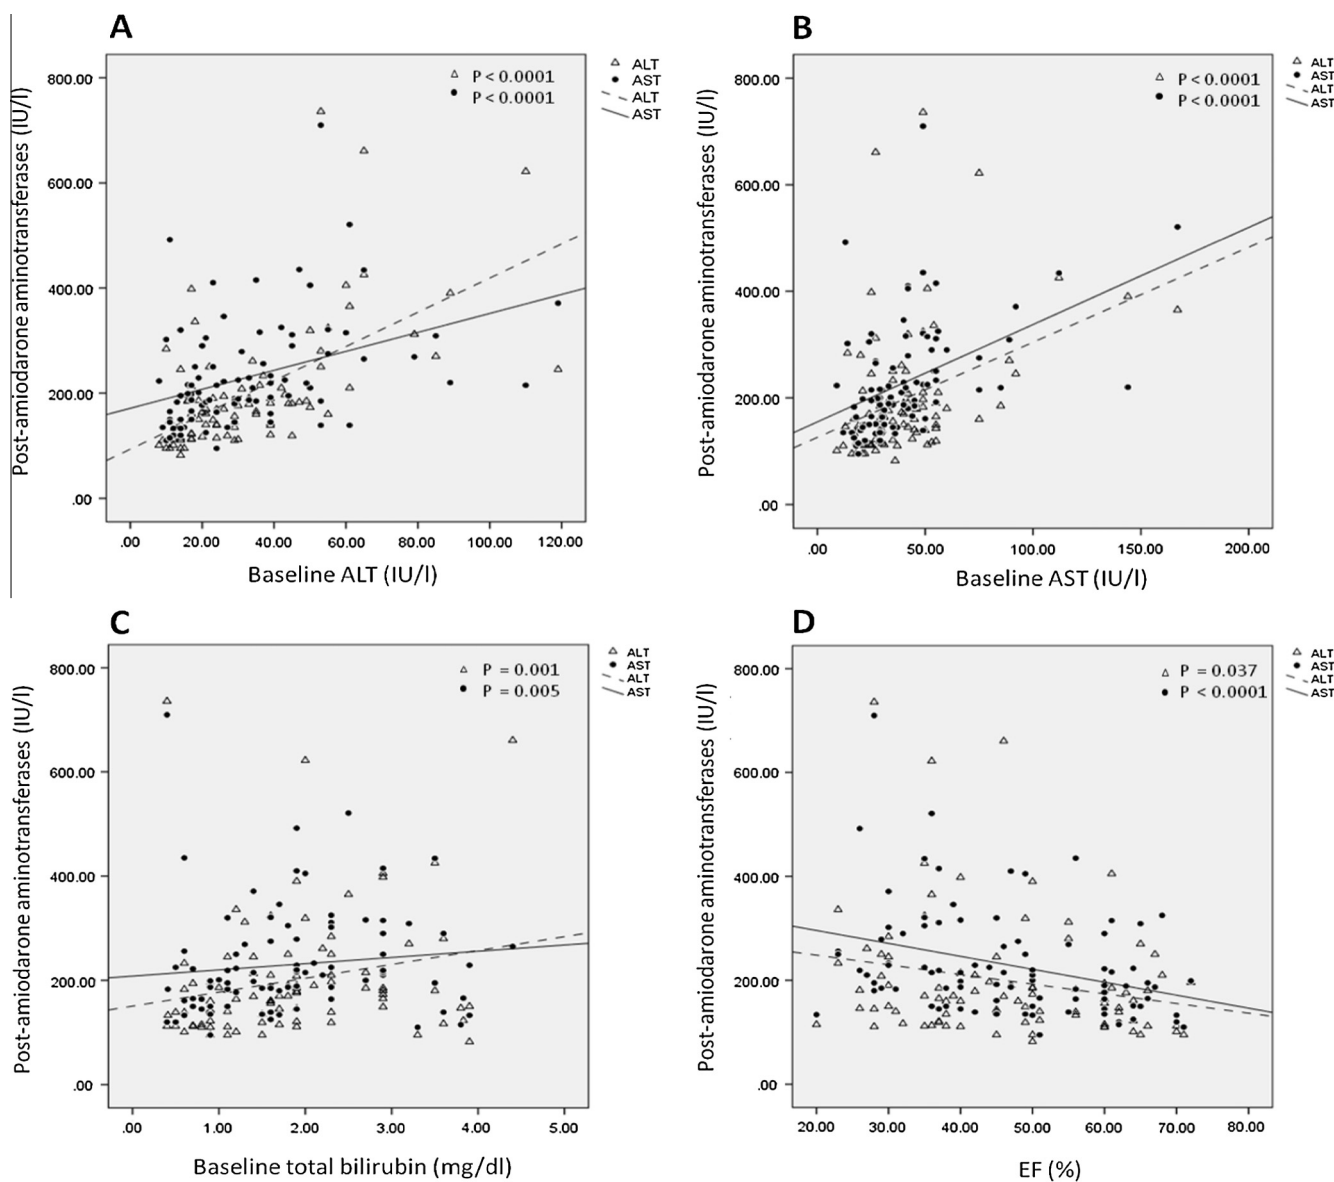 A
Post-amiodarone aminotransferases (IU/l)
800.00
600.00
400.00
200.00
.00
P < 0.0001
P < 0.0001
ALT
AST
ALT
AST
.00 20.00 40.00 60.00 80.00 100.00 120.00
Baseline ALT (IU/l)
B
Post-amiodarone aminotransferases (IU/l)
800.00
600.00
400.00
200.00
.00
P < 0.0001
P < 0.0001
ALT
AST
ALT
AST
.00 50.00 100.00 150.00 200.00
Baseline AST (IU/l)
C
Post-amiodarone aminotransferases (IU/l)
800.00
600.00
400.00
200.00
.00
P = 0.001
P = 0.005
ALT
AST
ALT
AST
.00 1.00 2.00 3.00 4.00 5.00
Baseline total bilirubin (mg/dl)
D
Post-amiodarone aminotransferases (IU/l)
800.00
600.00
400.00
200.00
.00
P = 0.037
P < 0.0001
ALT
AST
ALT
AST
20.00 30.00 40.00 50.00 60.00 70.00 80.00
EF (%)